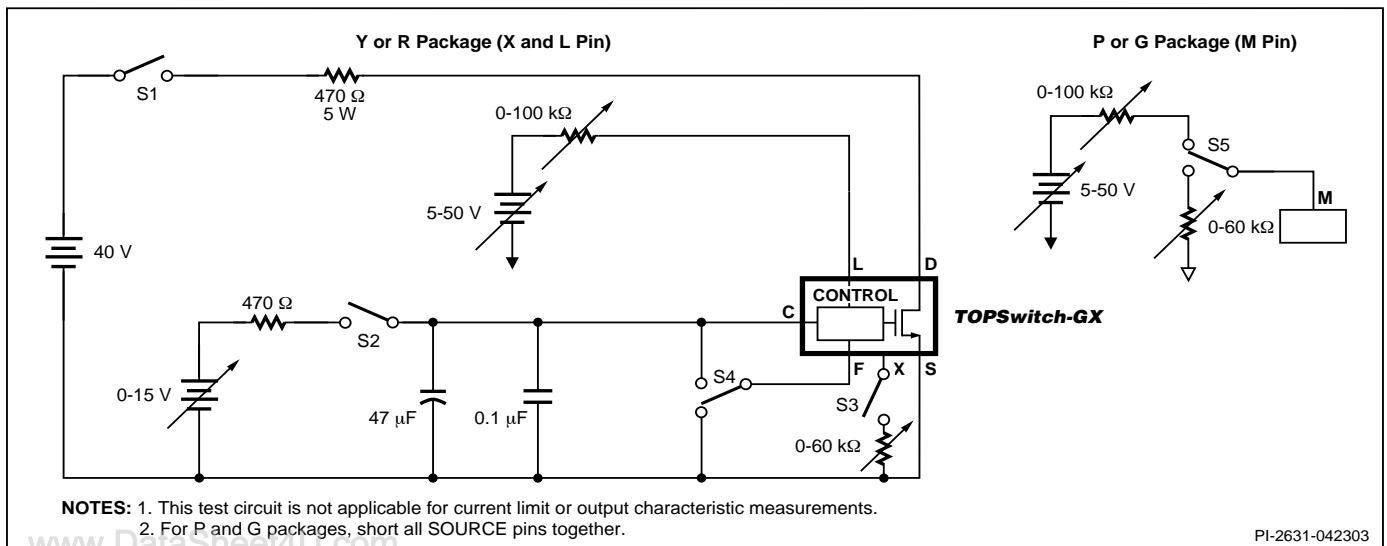 Y or R Package (X and L Pin)
P or G Package (M Pin)
S1
470 Ω
5 W
0-100 kΩ
0-100 kΩ
S5
5-50 V
5-50 V
M
0-60 kΩ
40 V
L
D
CONTROL
470 Ω
C
TOPSwitch-GX
S2
F
X
S
S4
0-15 V
S3
47 µF
0.1 µF
0-60 kΩ
NOTES: 1. This test circuit is not applicable for current limit or output characteristic measurements.
2. For P and G packages, short all SOURCE pins together.
www.DataSheet4U.com
PI-2631-042303